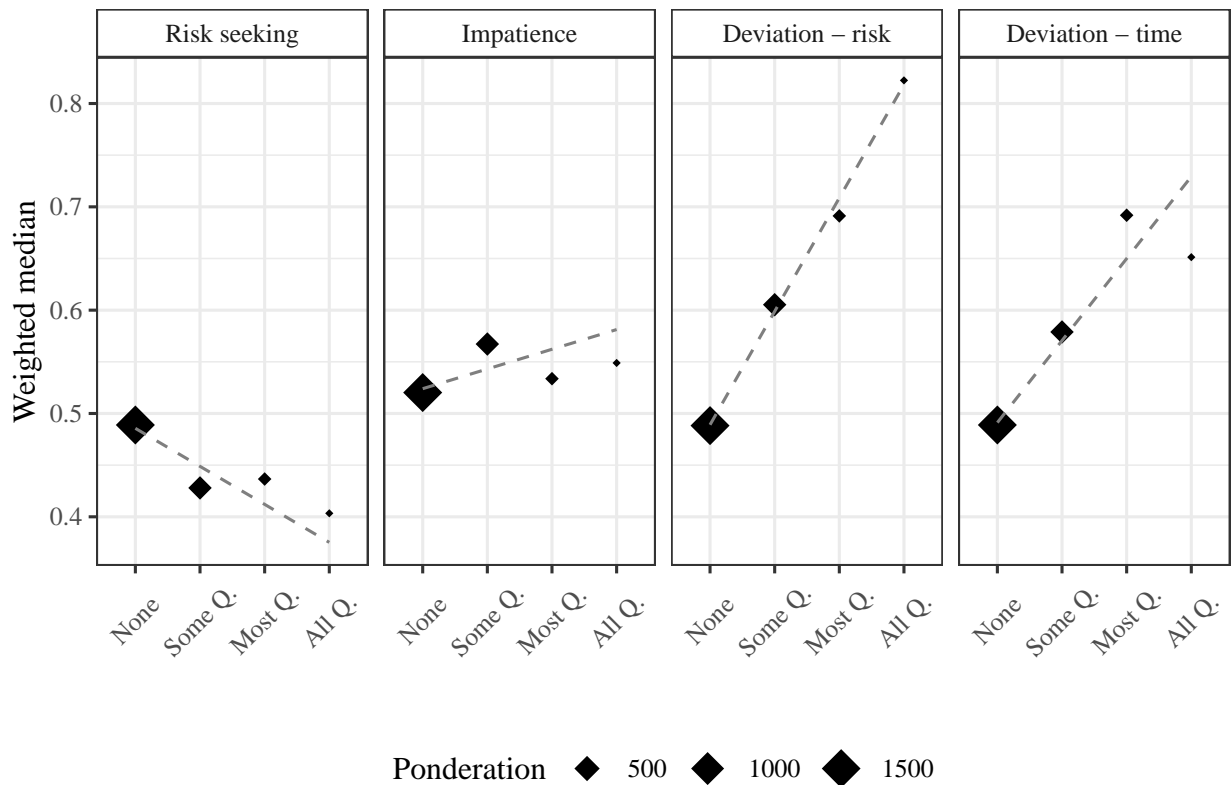 Risk seeking Impatience Deviation – risk Deviation – time
Weighted median
0.8
0.7
0.6
0.5
0.4
None Some Q. Most Q. All Q. None Some Q. Most Q. All Q. None Some Q. Most Q. All Q. None Some Q. Most Q. All Q.
Ponderation 500 1000 1500